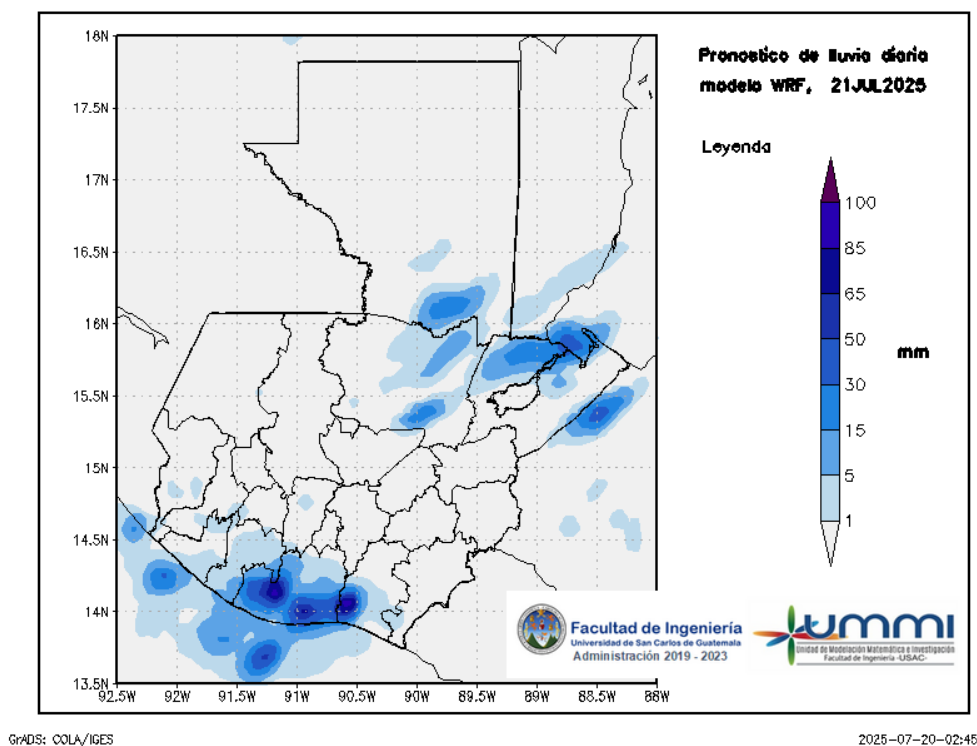 Pronostico de lluvia diaria
modelo WRF, 21JUL2025
Leyenda
100
85
65
50
30
15
5
1
mm
18N
17.5N
17N
16.5N
16N
15.5N
15N
14.5N
14N
13.5N
92.5W
92W
91.5W
91W
90.5W
90W
89.5W
89W
88.5W
88W
Facultad de Ingeniería
Universidad de San Carlos de Guatemala
Administración 2019 - 2023
ummi
Unidad de Modelación Matemática e Investigación
Facultad de Ingeniería -USAC-
GrADS: COLA/IGES
2025-07-20-02:45